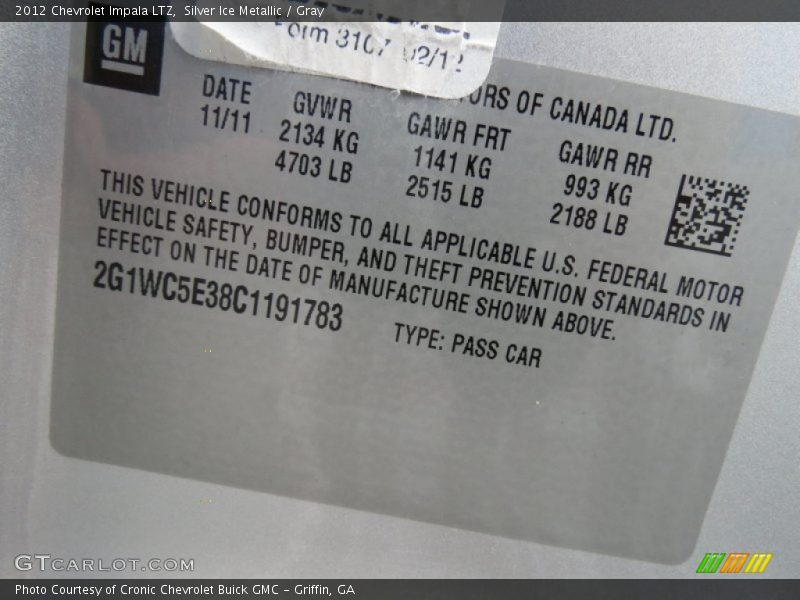 2012 Chevrolet Impala LTZ, Silver Ice Metallic / Gray
Form 3107 02/12
GM
ORS OF CANADA LTD.
DATE GVWR GAWR FRT GAWR RR
11/11 2134 KG 1141 KG 993 KG
4703 LB 2515 LB 2188 LB
THIS VEHICLE CONFORMS TO ALL APPLICABLE U.S. FEDERAL MOTOR
VEHICLE SAFETY, BUMPER, AND THEFT PREVENTION STANDARDS IN
EFFECT ON THE DATE OF MANUFACTURE SHOWN ABOVE.
2G1WC5E38C1191783 TYPE: PASS CAR
GTCARLOT.COM
Photo Courtesy of Cronic Chevrolet Buick GMC – Griffin, GA